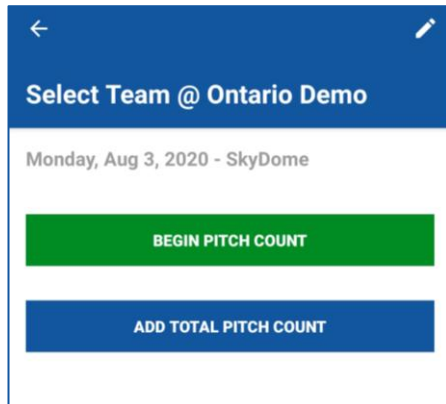 Select Team @ Ontario Demo
Monday, Aug 3, 2020 - SkyDome
BEGIN PITCH COUNT
ADD TOTAL PITCH COUNT